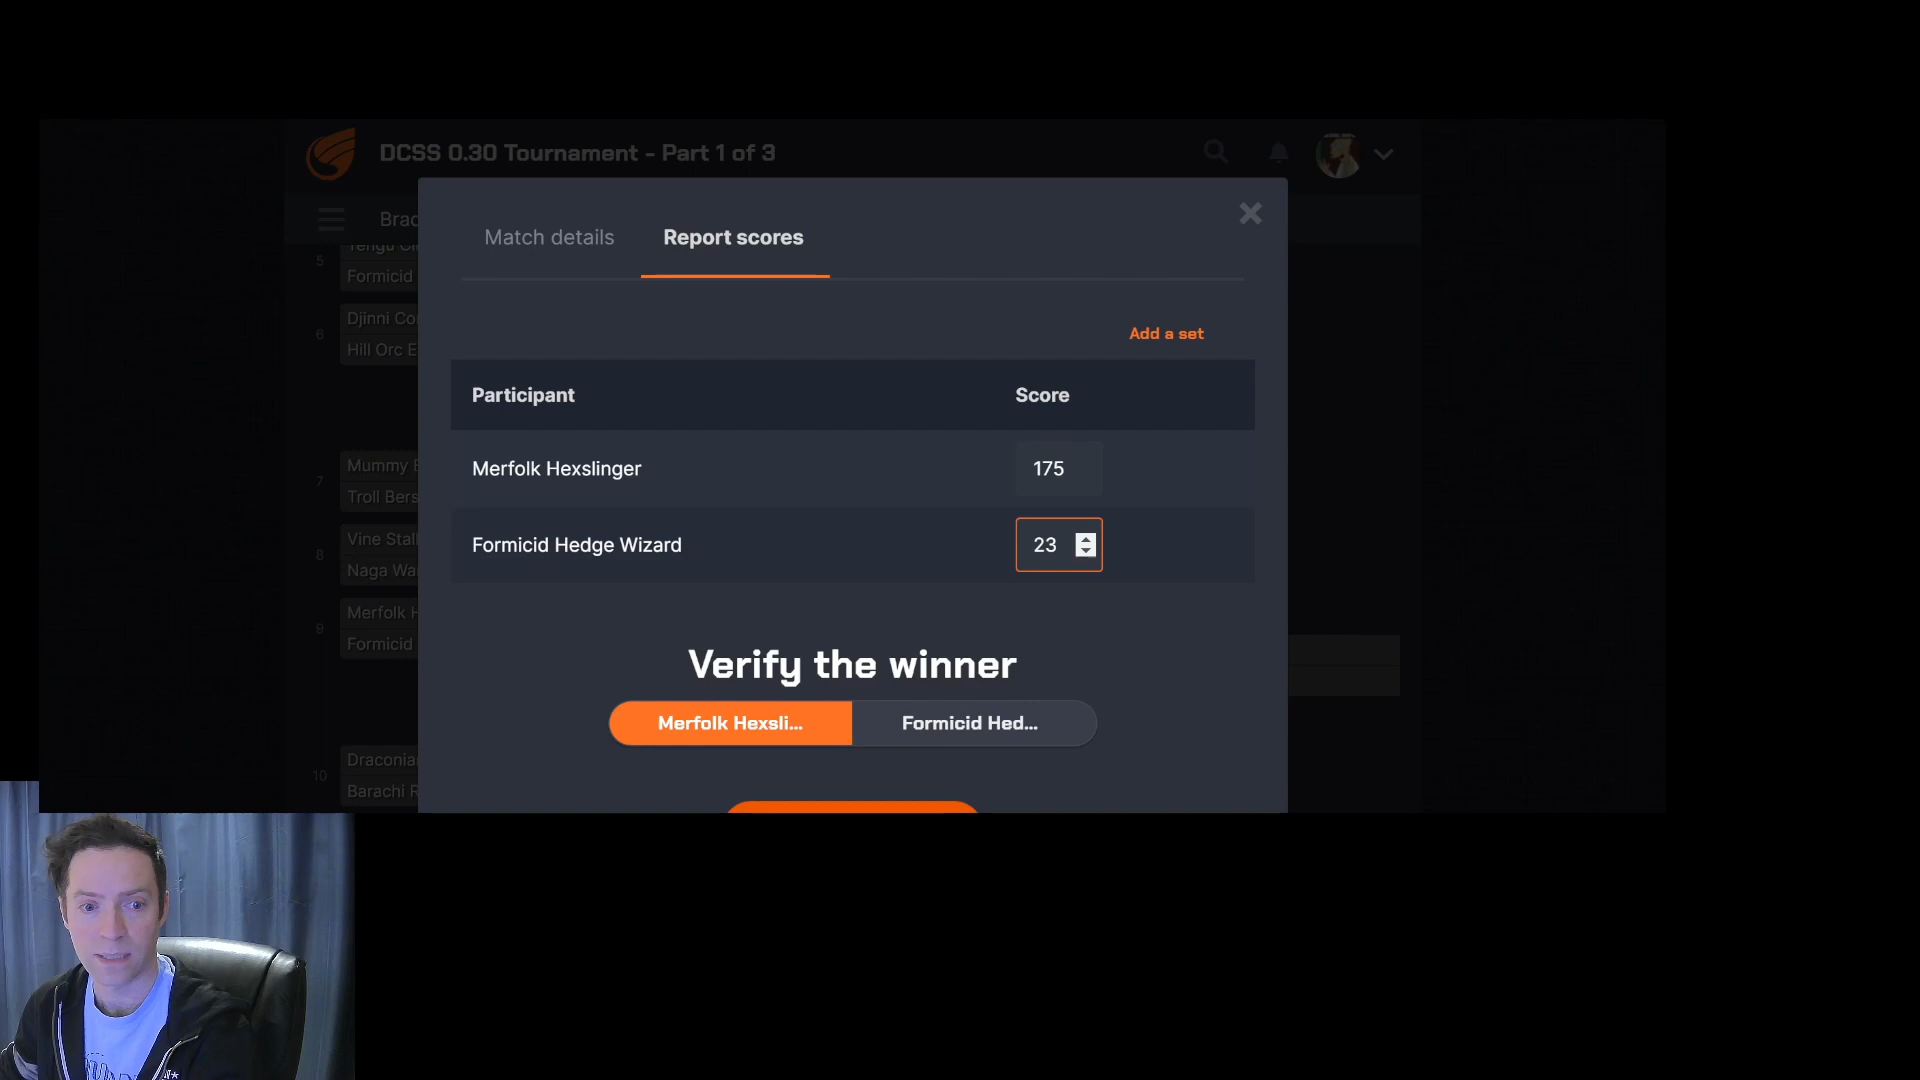 DCSS 0.30 Tournament - Part 1 of 3
Brac
Match details
Report scores
5
Tengu
Formicid
Add a set
6
Djinni Co
Hill Orc E
Participant
Score
7
Mummy
Troll Bers
Merfolk Hexslinger
175
8
Vine Stal
Naga Wa
Formicid Hedge Wizard
23
9
Merfolk H
Formicid
Verify the winner
Merfolk Hexsli...
Formicid Hed...
10
Draconia
Barachi R